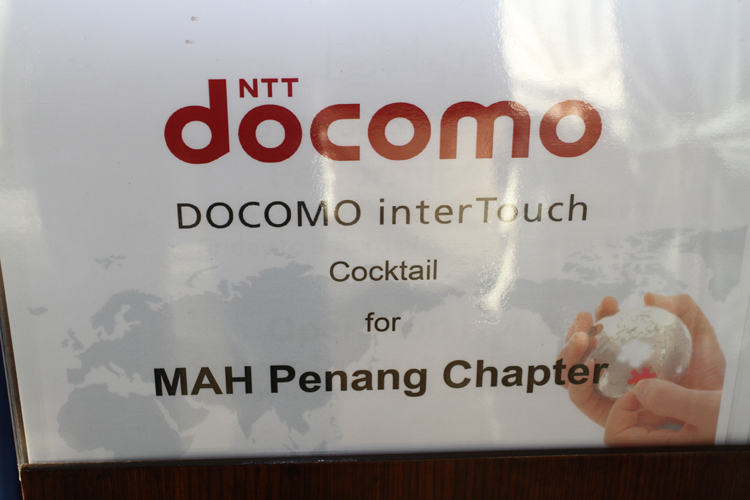 NTT
docomo
DOCOMO interTouch
Cocktail
for
MAH Penang Chapter